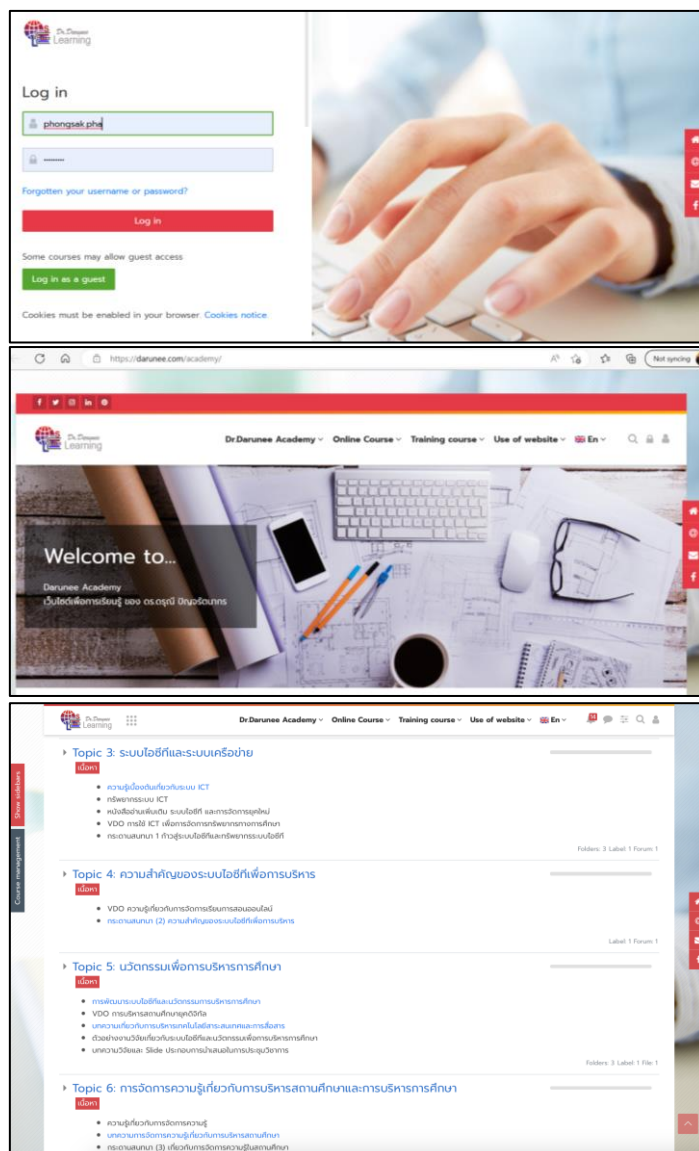 Dr.Darunee
Learning
Log in
phongsak.pha
Forgotten your username or password?
Log in
Some courses may allow guest access
Log in as a guest
Cookies must be enabled in your browser. Cookies notice.
https://darunee.com/academy/
Not syncing
Dr.Darunee
Learning
Dr.Darunee Academy Online Course Training course Use of website En
Welcome to...
Darunee Academy
เว็บไซต์เพื่อการเรียนรู้ ของ ดร.ดรุณี ปัญจรัตนากร
Dr.Darunee
Learning
Dr.Darunee Academy Online Course Training course Use of website En
Show sidebars
Course management
Topic 3: ระบบไอซีทีและระบบเครือข่าย
เนื้อหา
ความรู้เบื้องต้นเกี่ยวกับระบบ ICT
ทรัพยากรระบบ ICT
หนังสืออ่านเพิ่มเติม ระบบไอซีที และการจัดการยุคใหม่
VDO การใช้ ICT เพื่อการจัดการทรัพยากรทางการศึกษา
กระดานสนทนา 1 ก้าวสู่ระบบไอซีทีและทรัพยากรระบบไอซีที
Folders: 3 Label: 1 Forum: 1
Topic 4: ความสำคัญของระบบไอซีทีเพื่อการบริหาร
เนื้อหา
VDO ความรู้เกี่ยวกับการจัดการเรียนการสอนออนไลน์
กระดานสนทนา (2) ความสำคัญของระบบไอซีทีเพื่อการบริหาร
Label: 1 Forum: 1
Topic 5: นวัตกรรมเพื่อการบริหารการศึกษา
เนื้อหา
การพัฒนาระบบไอซีทีและนวัตกรรมการบริหารการศึกษา
VDO การบริหารสถานศึกษายุคดิจิทัล
บทความเกี่ยวกับการบริหารเทคโนโลยีสารสนเทศและการสื่อสาร
ตัวอย่างงานวิจัยเกี่ยวกับระบบไอซีทีและนวัตกรรมเพื่อการบริหารการศึกษา
บทความวิจัยและ Slide ประกอบการนำเสนอในการประชุมวิชาการ
Folders: 3 Label: 1 File: 1
Topic 6: การจัดการความรู้เกี่ยวกับการบริหารสถานศึกษาและการบริหารการศึกษา
เนื้อหา
ความรู้เกี่ยวกับการจัดการความรู้
บทความการจัดการความรู้เกี่ยวกับการบริหารสถานศึกษา
กระดานสนทนา (3) เกี่ยวกับการจัดการความรู้ในสถานศึกษา